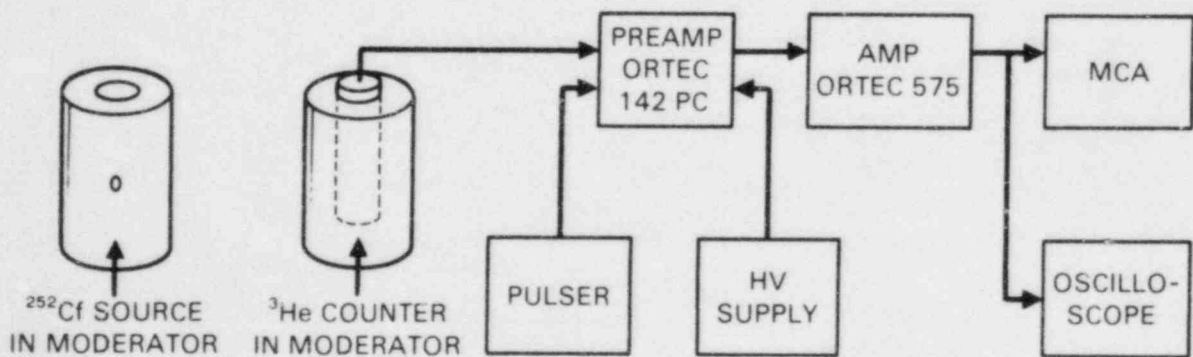 PREAMP
ORTEC
142 PC
AMP
ORTEC 575
MCA
²⁵²Cf SOURCE
IN MODERATOR
³He COUNTER
IN MODERATOR
PULSER
HV
SUPPLY
OSCILLO-
SCOPE